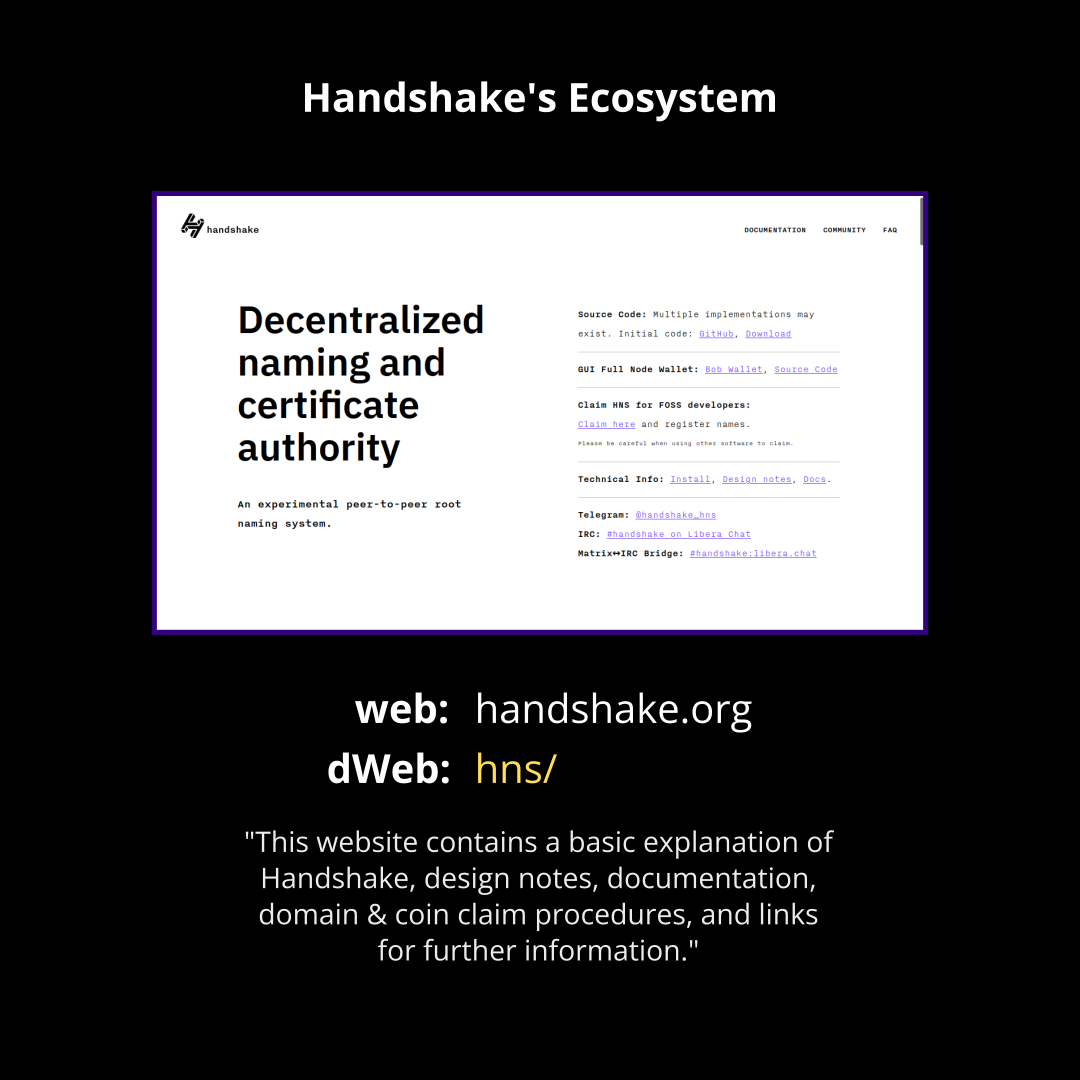 Handshake's Ecosystem
handshake
DOCUMENTATION COMMUNITY FAQ
Decentralized
naming and
certificate
authority
An experimental peer-to-peer root
naming system.
Source Code: Multiple implementations may
exist. Initial code: GitHub, Download
GUI Full Node Wallet: Bob Wallet, Source Code
Claim HNS for FOSS developers:
Claim here and register names.
Please be careful when using other software to claim.
Technical Info: Install, Design notes, Docs.
Telegram: @handshake_hns
IRC: #handshake on Libera Chat
Matrix↔IRC Bridge: #handshake:libera.chat
web: handshake.org
dWeb: hns/
"This website contains a basic explanation of
Handshake, design notes, documentation,
domain & coin claim procedures, and links
for further information."